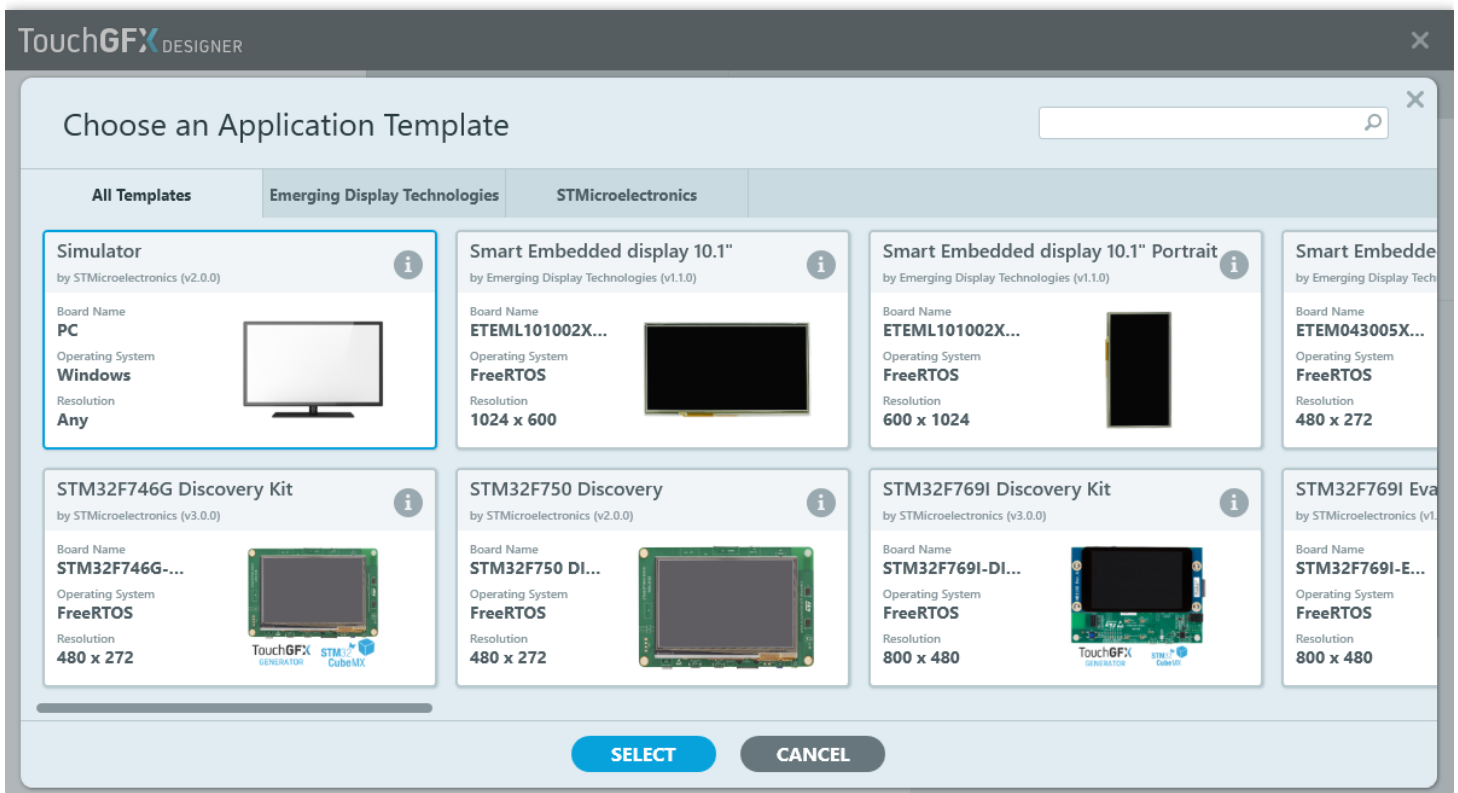 TouchGFX DESIGNER
Choose an Application Template
All Templates
Emerging Display Technologies
STMicroelectronics
Simulator
by STMicroelectronics (v2.0.0)
Board Name
PC
Operating System
Windows
Resolution
Any
Smart Embedded display 10.1"
by Emerging Display Technologies (v1.1.0)
Board Name
ETEML101002X...
Operating System
FreeRTOS
Resolution
1024 x 600
Smart Embedded display 10.1" Portrait
by Emerging Display Technologies (v1.1.0)
Board Name
ETEML101002X...
Operating System
FreeRTOS
Resolution
600 x 1024
Smart Embedde
by Emerging Display Tech
Board Name
ETEM043005X...
Operating System
FreeRTOS
Resolution
480 x 272
STM32F746G Discovery Kit
by STMicroelectronics (v3.0.0)
Board Name
STM32F746G-...
Operating System
FreeRTOS
Resolution
480 x 272
TouchGFX GENERATOR
STM32 CubeMX
STM32F750 Discovery
by STMicroelectronics (v2.0.0)
Board Name
STM32F750 DI...
Operating System
FreeRTOS
Resolution
480 x 272
STM32F769I Discovery Kit
by STMicroelectronics (v3.0.0)
Board Name
STM32F769I-DI...
Operating System
FreeRTOS
Resolution
800 x 480
TouchGFX GENERATOR
STM32 CubeMX
STM32F769I Eva
by STMicroelectronics (v1.
Board Name
STM32F769I-E...
Operating System
FreeRTOS
Resolution
800 x 480
SELECT
CANCEL